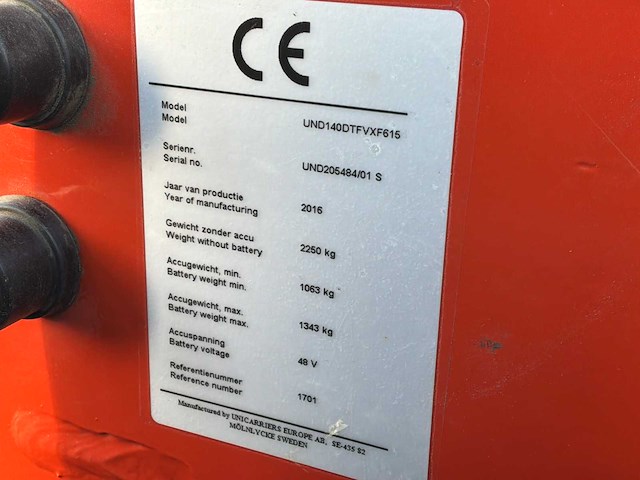 CE
Model
Model UND140DTFVXF615
Serienr.
Serial no. UND205484/01 S
Jaar van productie
Year of manufacturing 2016
Gewicht zonder accu
Weight without battery 2250 kg
Accugewicht, min.
Battery weight min. 1063 kg
Accugewicht, max.
Battery weight max. 1343 kg
Accuspanning
Battery voltage 48 V
Referentienummer
Reference number 1701
Manufactured by UNICARRIERS EUROPE AB, SE-435 82
MÖLNLYCKE SWEDEN